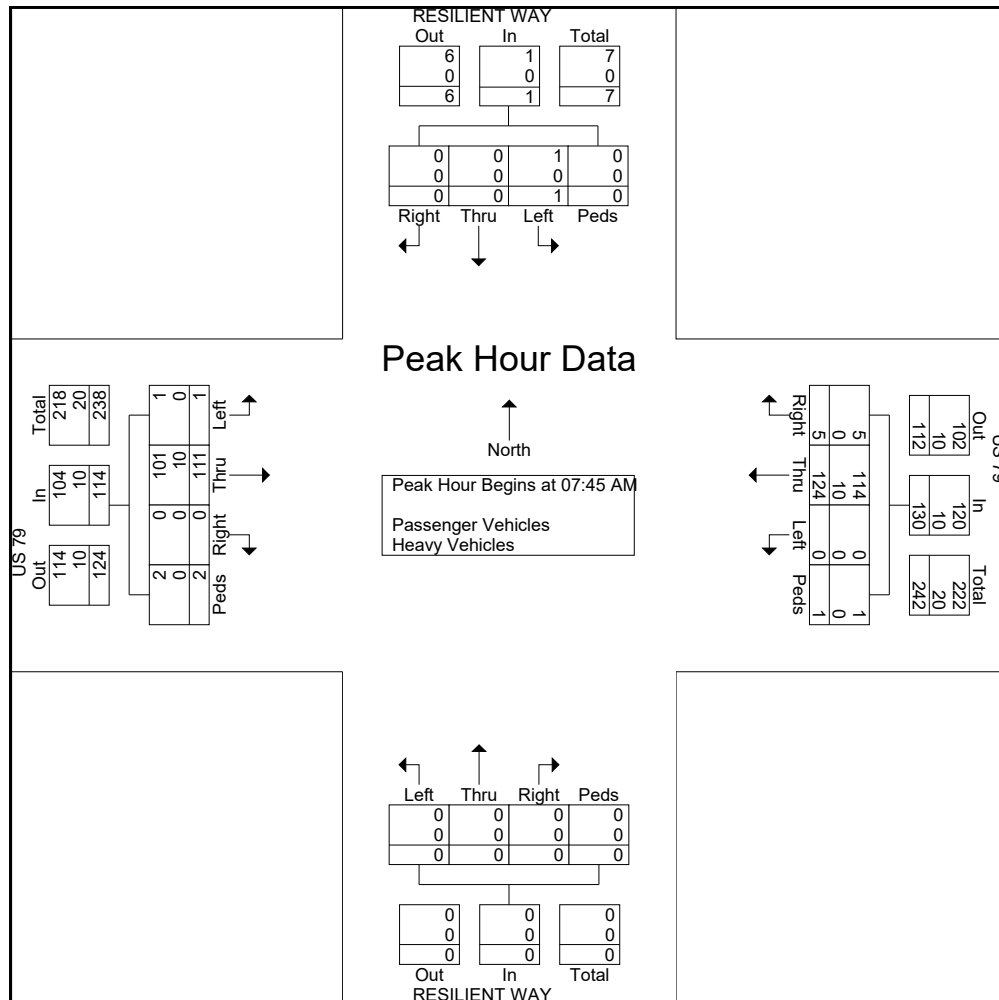 RESILIENT WAY
Out In Total
6 1 7
0 0 0
6 1 7
0 0 1 0
0 0 0 0
0 0 1 0
Right Thru Left Peds
Peak Hour Data
North
Peak Hour Begins at 07:45 AM
Passenger Vehicles
Heavy Vehicles
US 79
Out In Total
114 104 218
10 10 20
124 114 238
2 0 101 1
0 0 10 0
2 0 111 1
Peds Right Thru Left
US 79
Out In Total
102 120 222
10 10 20
112 130 242
5 114 0 1
0 10 0 0
5 124 0 1
Right Thru Left Peds
Left Thru Right Peds
0 0 0 0
0 0 0 0
0 0 0 0
0 0 0
0 0 0
0 0 0
Out In Total
RESILIENT WAY